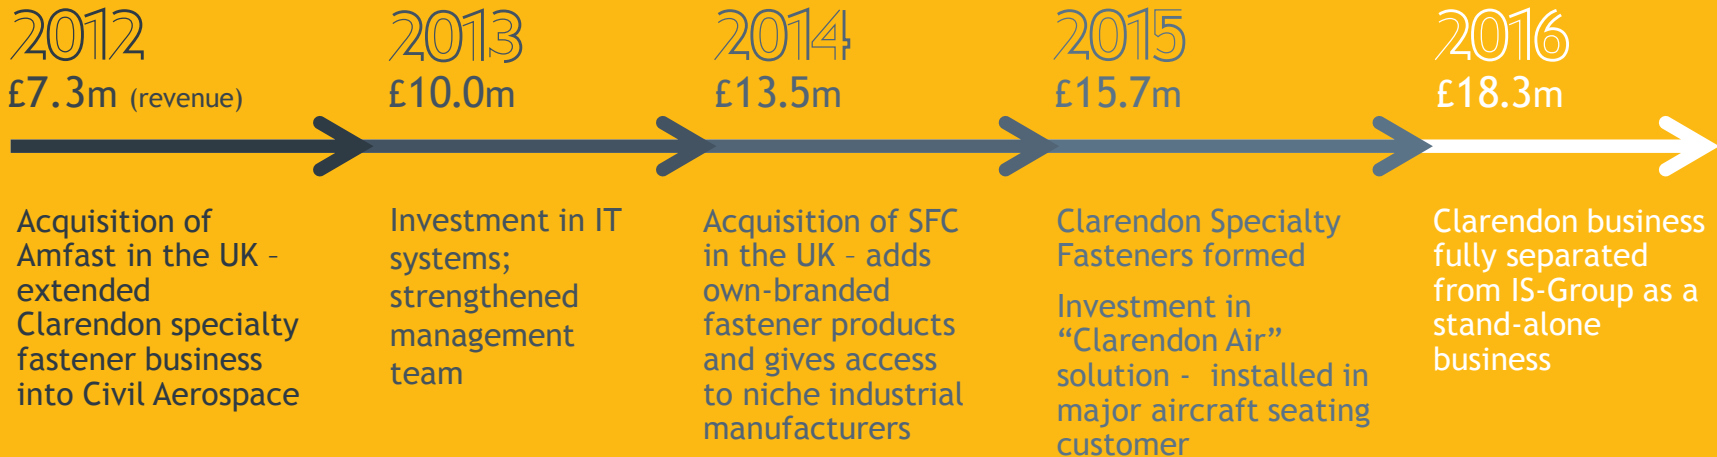 2012
£7.3m (revenue)
Acquisition of
Amfast in the UK –
extended
Clarendon specialty
fastener business
into Civil Aerospace
2013
£10.0m
Investment in IT
systems;
strengthened
management
team
2014
£13.5m
Acquisition of SFC
in the UK – adds
own-branded
fastener products
and gives access
to niche industrial
manufacturers
2015
£15.7m
Clarendon Specialty
Fasteners formed
Investment in
“Clarendon Air”
solution - installed in
major aircraft seating
customer
2016
£18.3m
Clarendon business
fully separated
from IS-Group as a
stand-alone
business